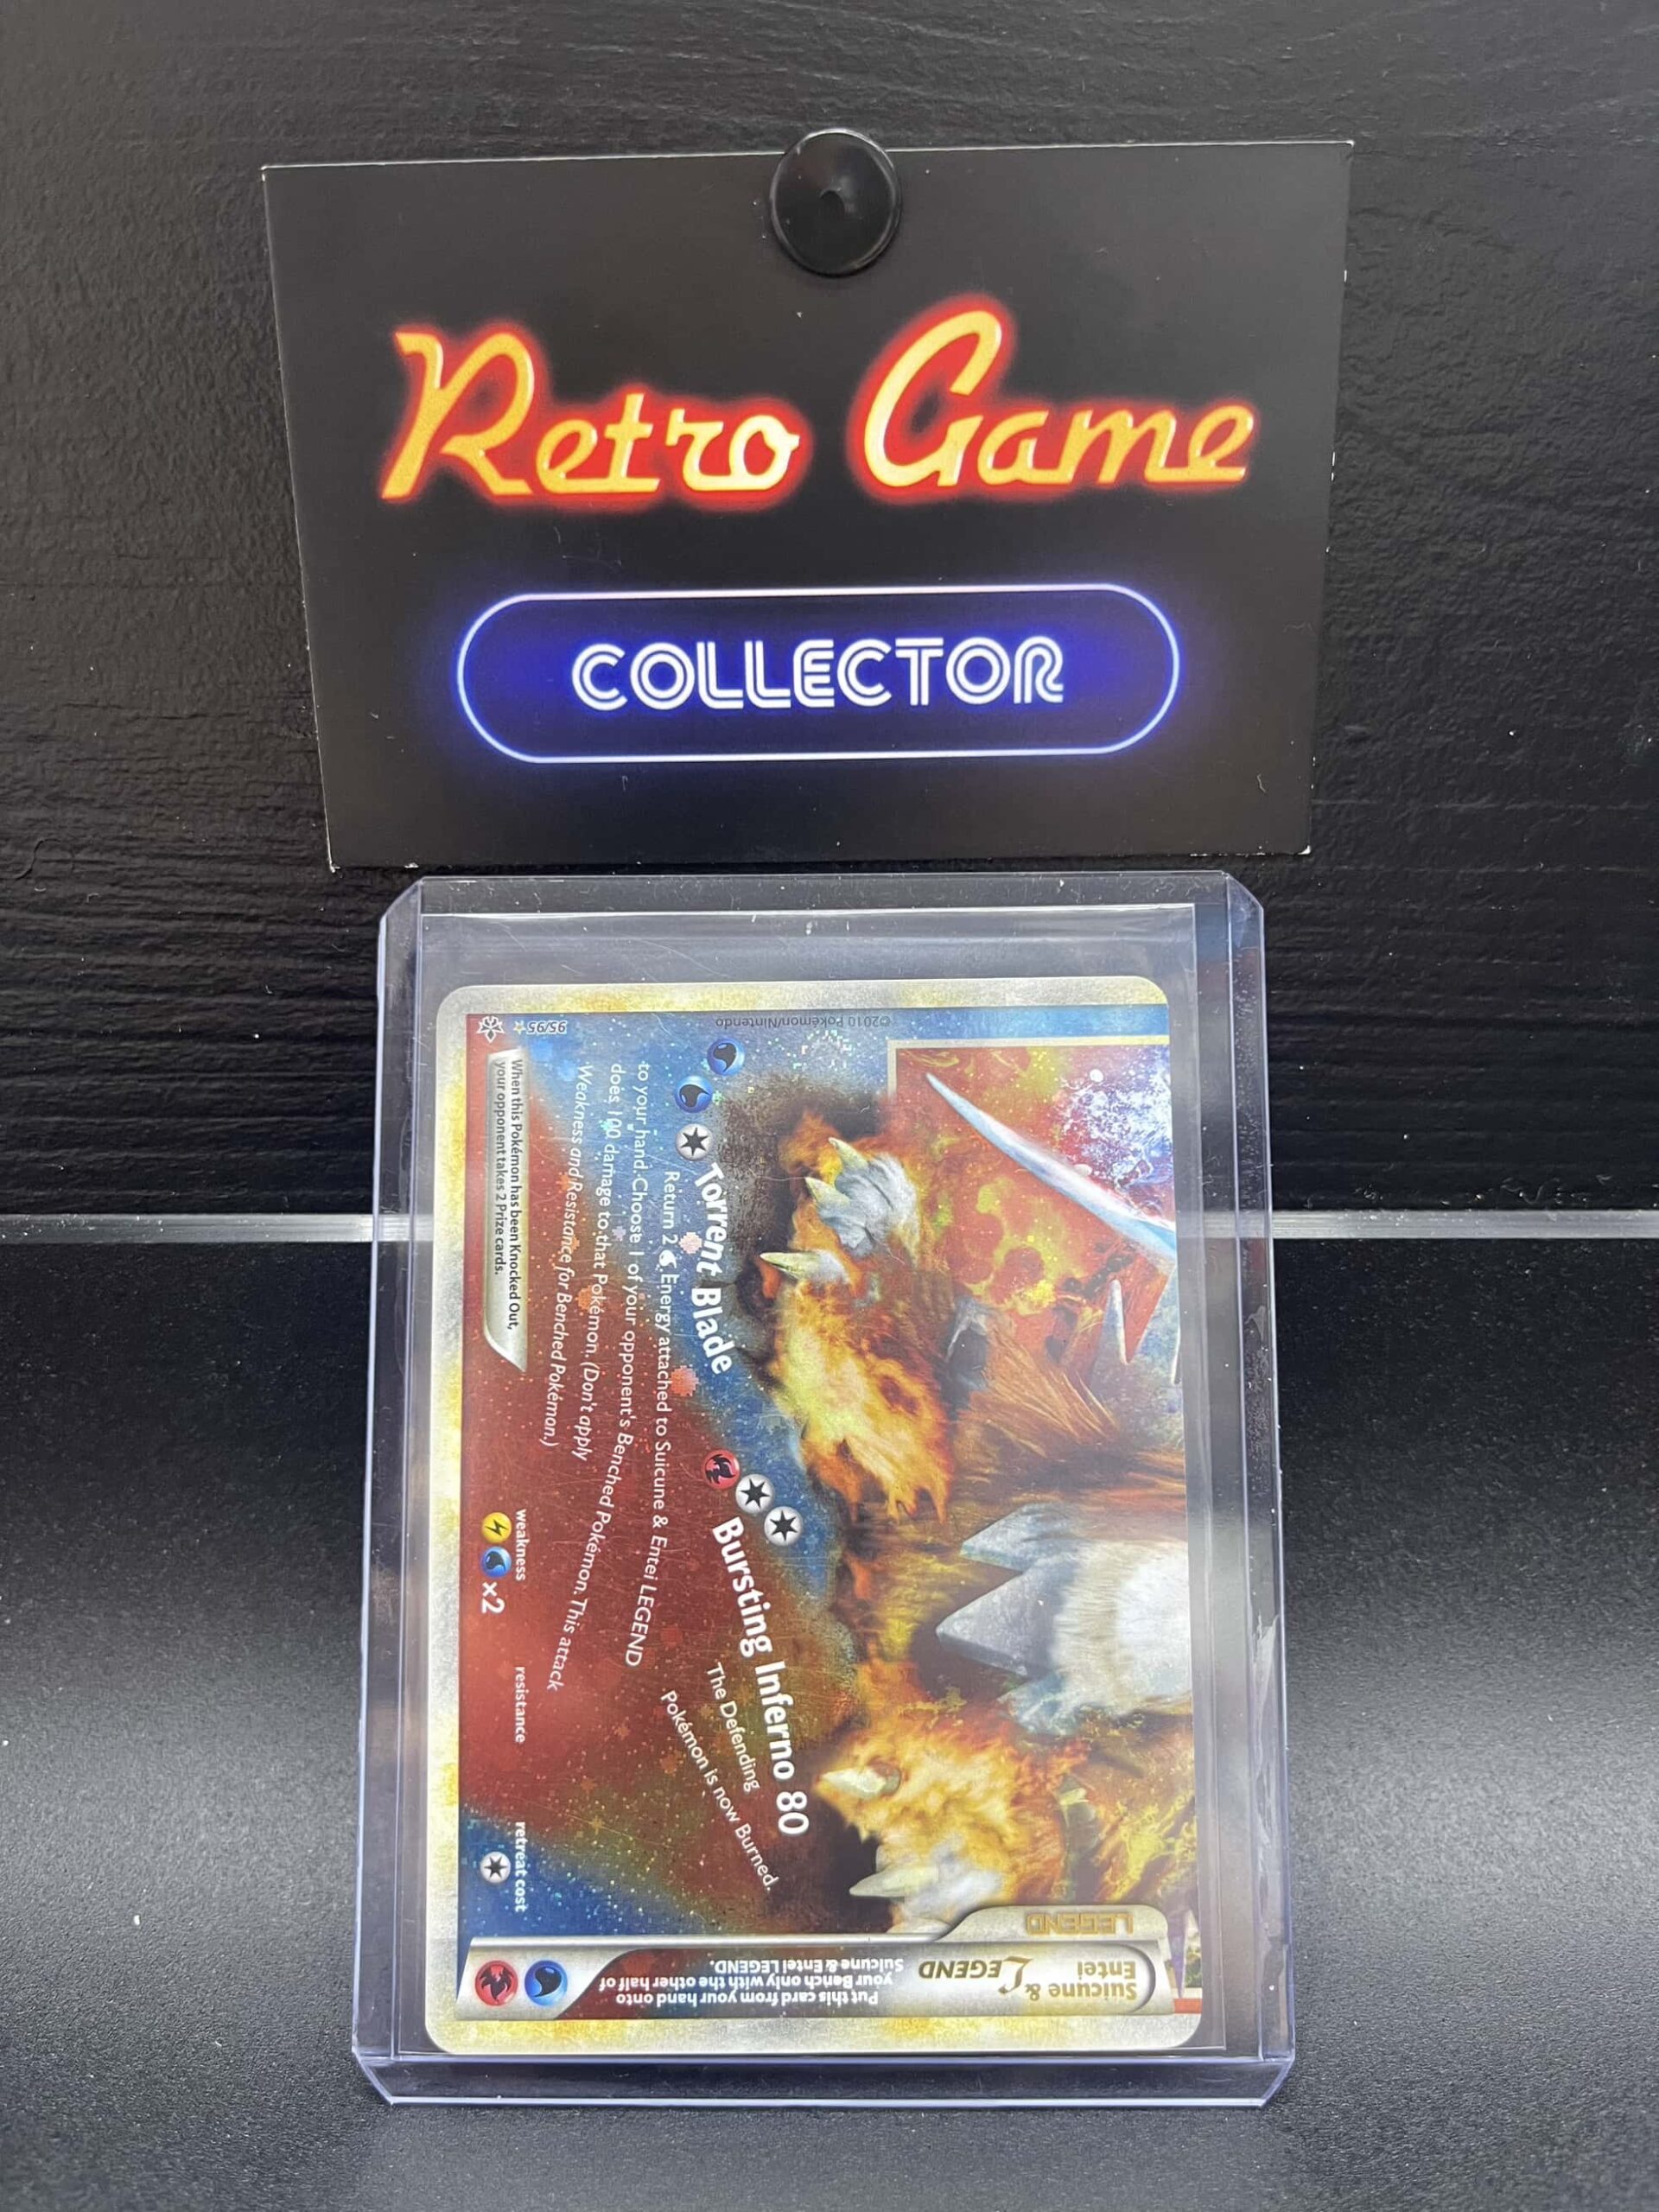 Retro Game
COLLECTOR
Torrent Blade
Return 2 Energy attached to Suicune & Entei LEGEND
to your hand. Choose 1 of your opponent's Benched Pokémon. This attack
does 100 damage to that Pokémon. (Don't apply
Weakness and Resistance for Benched Pokémon.)
Bursting Inferno 80
The Defending
Pokémon is now Burned.
When this Pokémon has been Knocked Out,
your opponent takes 2 Prize cards.
weakness
x2
resistance
retreat cost
95/95
©2010 Pokémon/Nintendo
LEGEND
Suicune &
Entei
LEGEND
Put this card from your hand onto
your Bench only with the other half of
Suicune & Entei LEGEND.